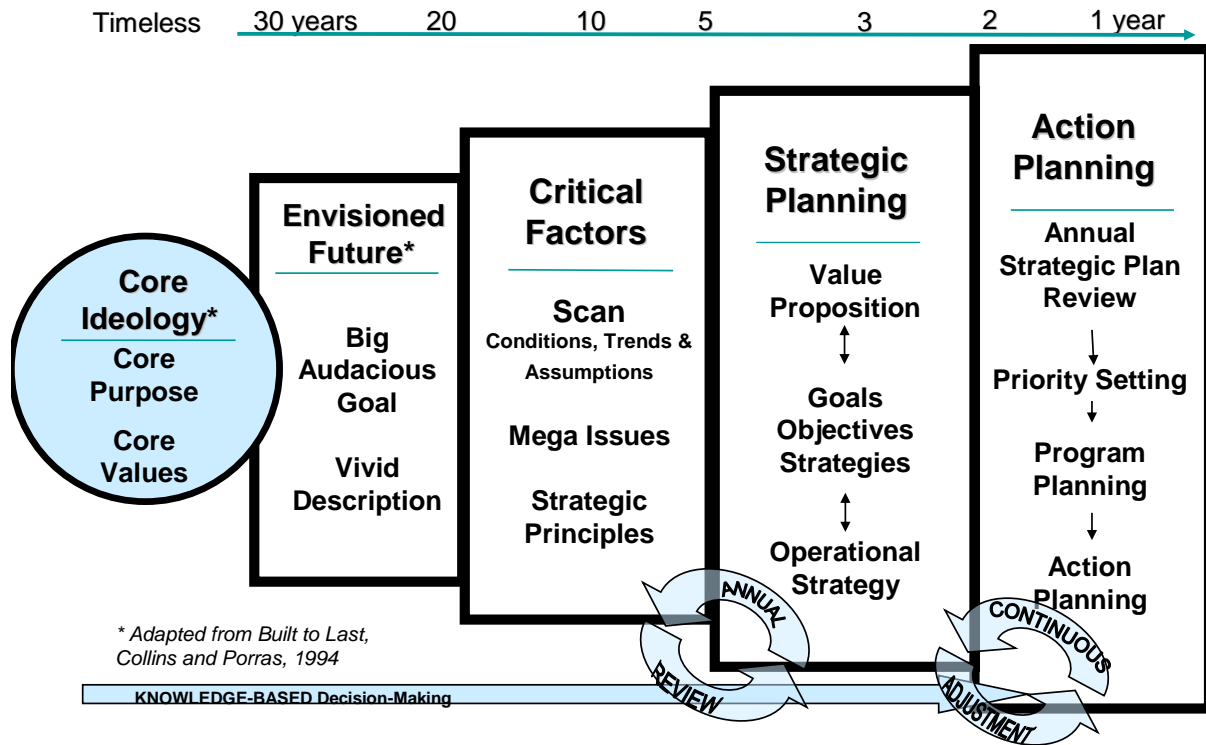 Timeless 30 years 20 10 5 3 2 1 year
Core
Ideology*
Core
Purpose
Core
Values
Envisioned
Future*
Big
Audacious
Goal
Vivid
Description
Critical
Factors
Scan
Conditions, Trends &
Assumptions
Mega Issues
Strategic
Principles
Strategic
Planning
Value
Proposition
Goals
Objectives
Strategies
Operational
Strategy
Action
Planning
Annual
Strategic Plan
Review
Priority Setting
Program
Planning
Action
Planning
ANNUAL
REVIEW
CONTINUOUS
ADJUSTMENT
* Adapted from Built to Last,
Collins and Porras, 1994
KNOWLEDGE-BASED Decision-Making